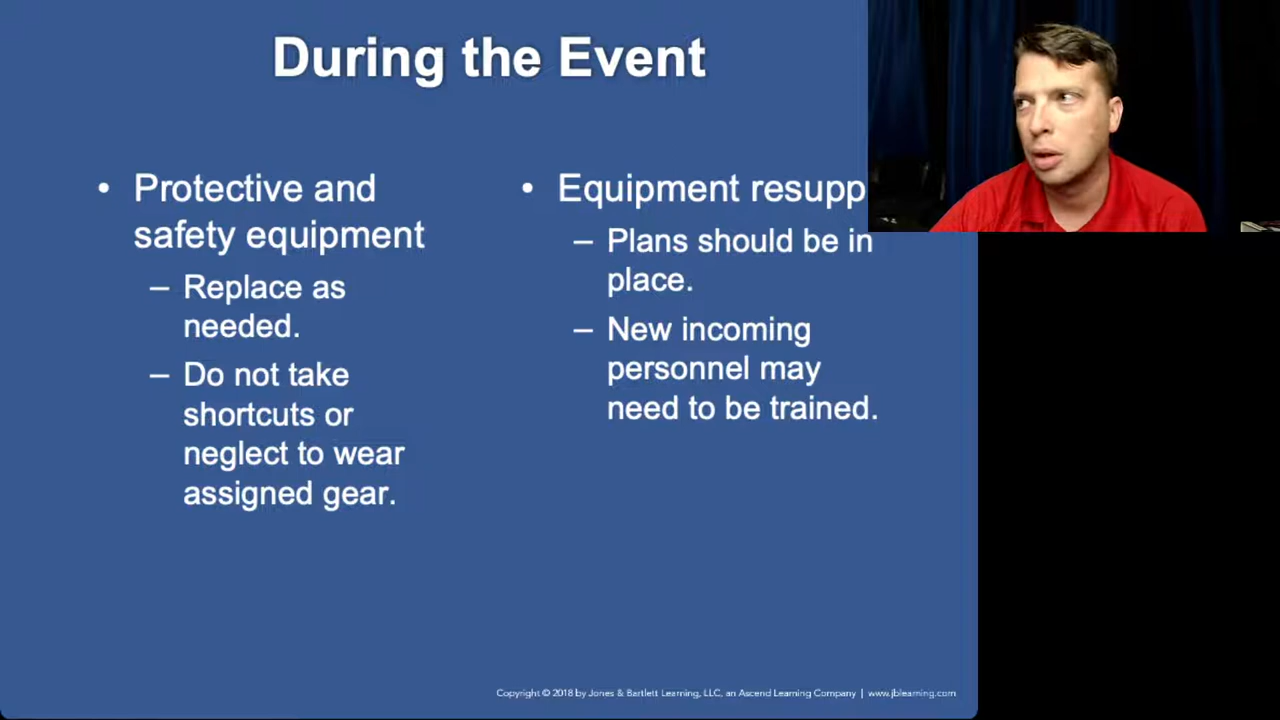 During the Event
• Protective and
safety equipment
– Replace as
needed.
– Do not take
shortcuts or
neglect to wear
assigned gear.
• Equipment resupp
– Plans should be in
place.
– New incoming
personnel may
need to be trained.
Copyright © 2018 by Jones & Bartlett Learning, LLC, an Ascend Learning Company | www.jblearning.com